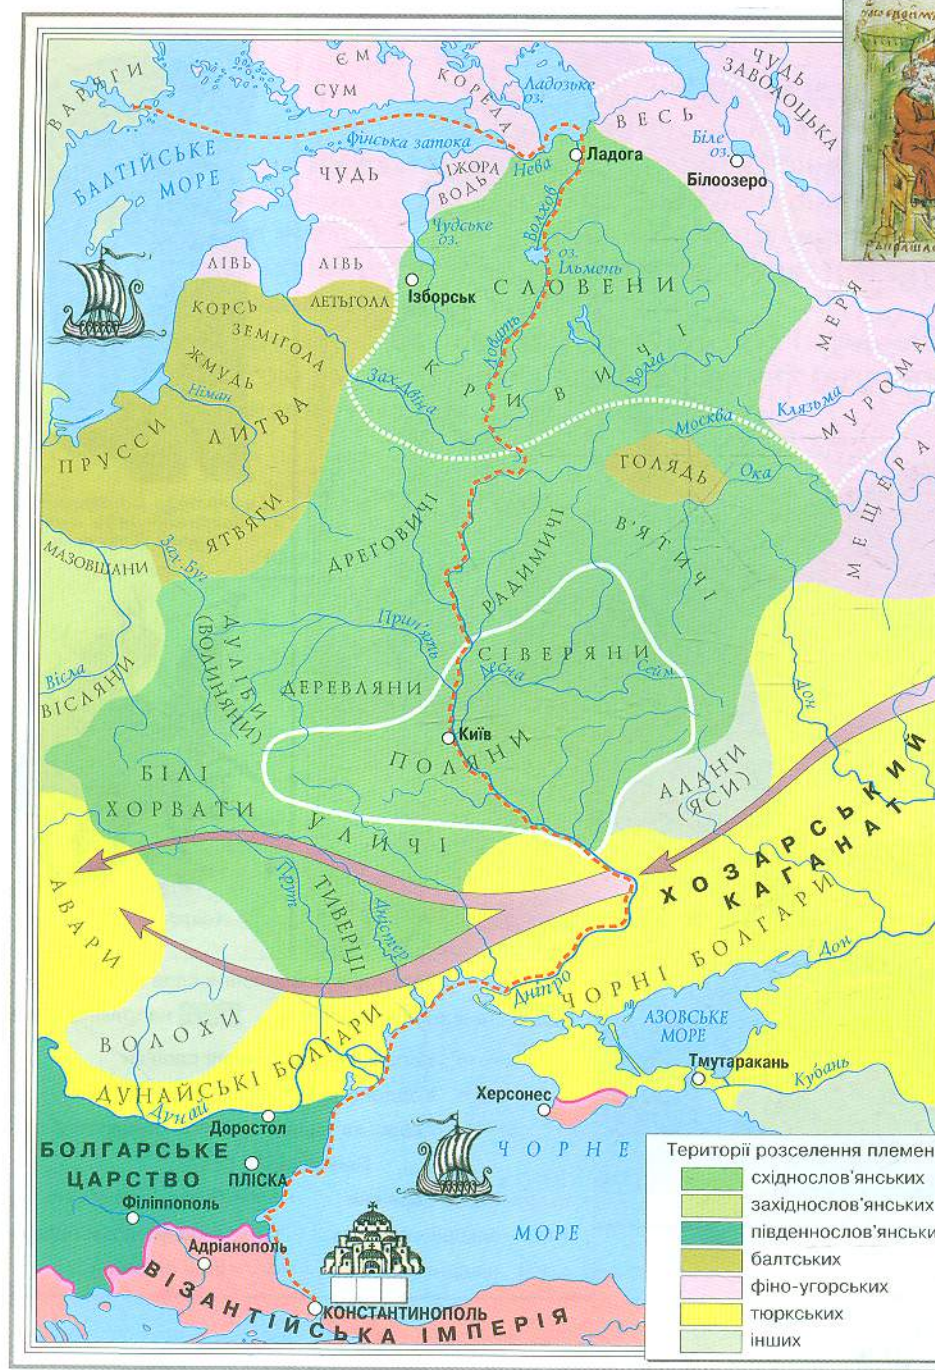 ВАРЯГИ
ЄМ
СУМ
КОРЕЛА
Ладозьке
оз.
ЧУДЬ
ЗАВОЛОЦЬКА
ВЕСЬ
Біле
оз.
Білоозеро
БАЛТІЙСЬКЕ
МОРЕ
Фінська затока
ЧУДЬ
ІЖОРА
ВОДЬ
Нева
Ладога
Чудське
оз.
Волхов
оз.
Ільмень
ЛІВЬ
ЛІВЬ
Ізборськ
СЛОВЕНИ
КОРСЬ
ЛЕТЬГОЛА
ЗЕМІГОЛА
ЖМУДЬ
Німан
ЛИТВА
ПРУССИ
ЯТВЯГИ
Зах. Двіна
Ловать
КРИВИЧІ
Волга
МЕРЯ
Клязьма
МУРОМА
Москва
МЕЩЕРА
ГОЛЯДЬ
Ока
МАЗОВШАНИ
Зах. Буг
ДРЕГОВИЧІ
РАДИМИЧІ
В'ЯТИЧІ
Вісла
ВІСЛЯНИ
ДУЛІБИ
(ВОЛИНЯНИ)
Прип'ять
ДЕРЕВЛЯНИ
СІВЕРЯНИ
Десна
Сейм
Дон
Київ
ПОЛЯНИ
БІЛІ
ХОРВАТИ
УЛИЧІ
АЛАНИ
(ЯСИ)
ХОЗАРСЬКИЙ
КАГАНАТ
АВАРИ
Прут
ТИВЕРЦІ
Дністер
ВОЛОХИ
Дніпро
ЧОРНІ БОЛГАРИ
Дон
АЗОВСЬКЕ
МОРЕ
ДУНАЙСЬКІ БОЛГАРИ
Дунай
Тмутаракань
Кубань
Херсонес
Доростол
БОЛГАРСЬКЕ
ЦАРСТВО
ПЛІСКА
Філіппополь
Адріанополь
ЧОРНЕ
МОРЕ
КОНСТАНТИНОПОЛЬ
ВІЗАНТІЙСЬКА ІМПЕРІЯ
Території розселення племен
східнослов'янських
західнослов'янських
південнослов'янськи
балтських
фіно-угорських
тюркських
інших